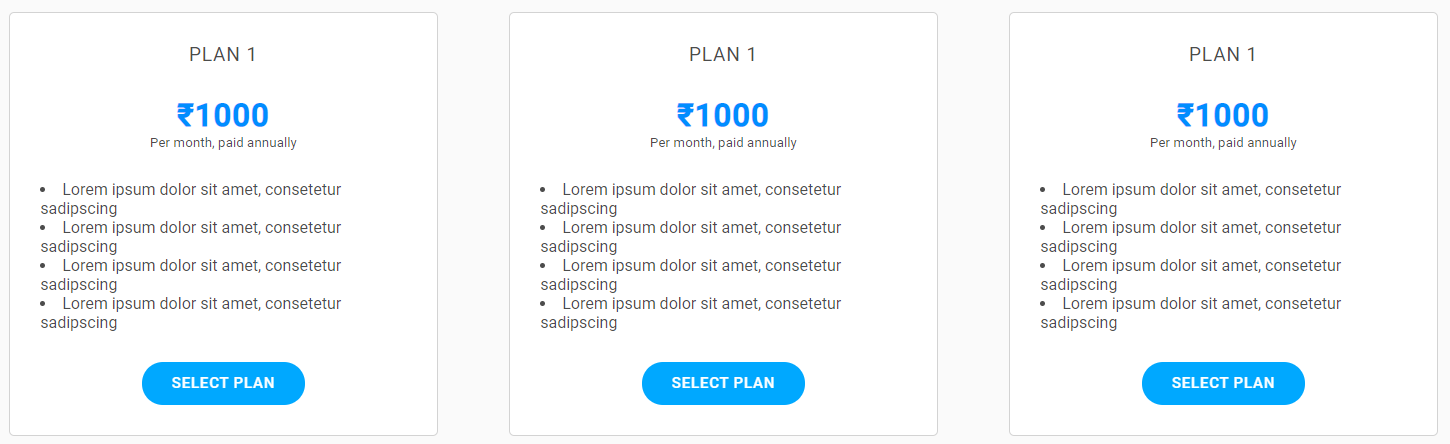 PLAN 1
₹1000
Per month, paid annually
• Lorem ipsum dolor sit amet, consetetur
sadipscing
• Lorem ipsum dolor sit amet, consetetur
sadipscing
• Lorem ipsum dolor sit amet, consetetur
sadipscing
• Lorem ipsum dolor sit amet, consetetur
sadipscing
SELECT PLAN
PLAN 1
₹1000
Per month, paid annually
• Lorem ipsum dolor sit amet, consetetur
sadipscing
• Lorem ipsum dolor sit amet, consetetur
sadipscing
• Lorem ipsum dolor sit amet, consetetur
sadipscing
• Lorem ipsum dolor sit amet, consetetur
sadipscing
SELECT PLAN
PLAN 1
₹1000
Per month, paid annually
• Lorem ipsum dolor sit amet, consetetur
sadipscing
• Lorem ipsum dolor sit amet, consetetur
sadipscing
• Lorem ipsum dolor sit amet, consetetur
sadipscing
• Lorem ipsum dolor sit amet, consetetur
sadipscing
SELECT PLAN